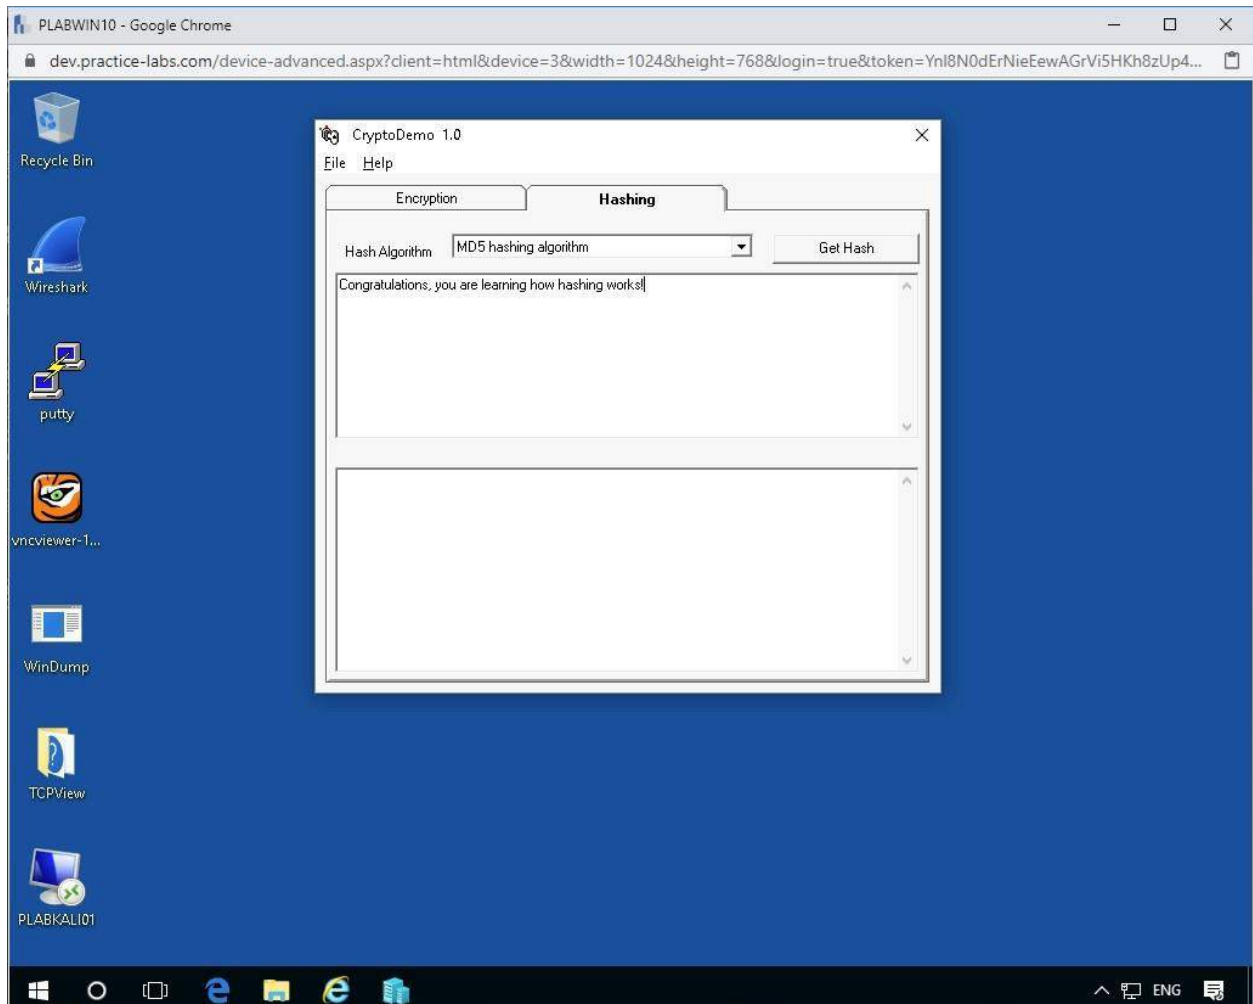 PLABWIN10 - Google Chrome
dev.practice-labs.com/device-advanced.aspx?client=html&device=3&width=1024&height=768&login=true&token=Ynl8N0dErNieEewAGrVi5HKh8zUp4...
Recycle Bin
Wireshark
putty
vncviewer-1...
WinDump
TCPView
PLABKALI01
CryptoDemo 1.0
File Help
Encryption Hashing
Hash Algorithm MD5 hashing algorithm Get Hash
Congratulations, you are learning how hashing works!
ENG